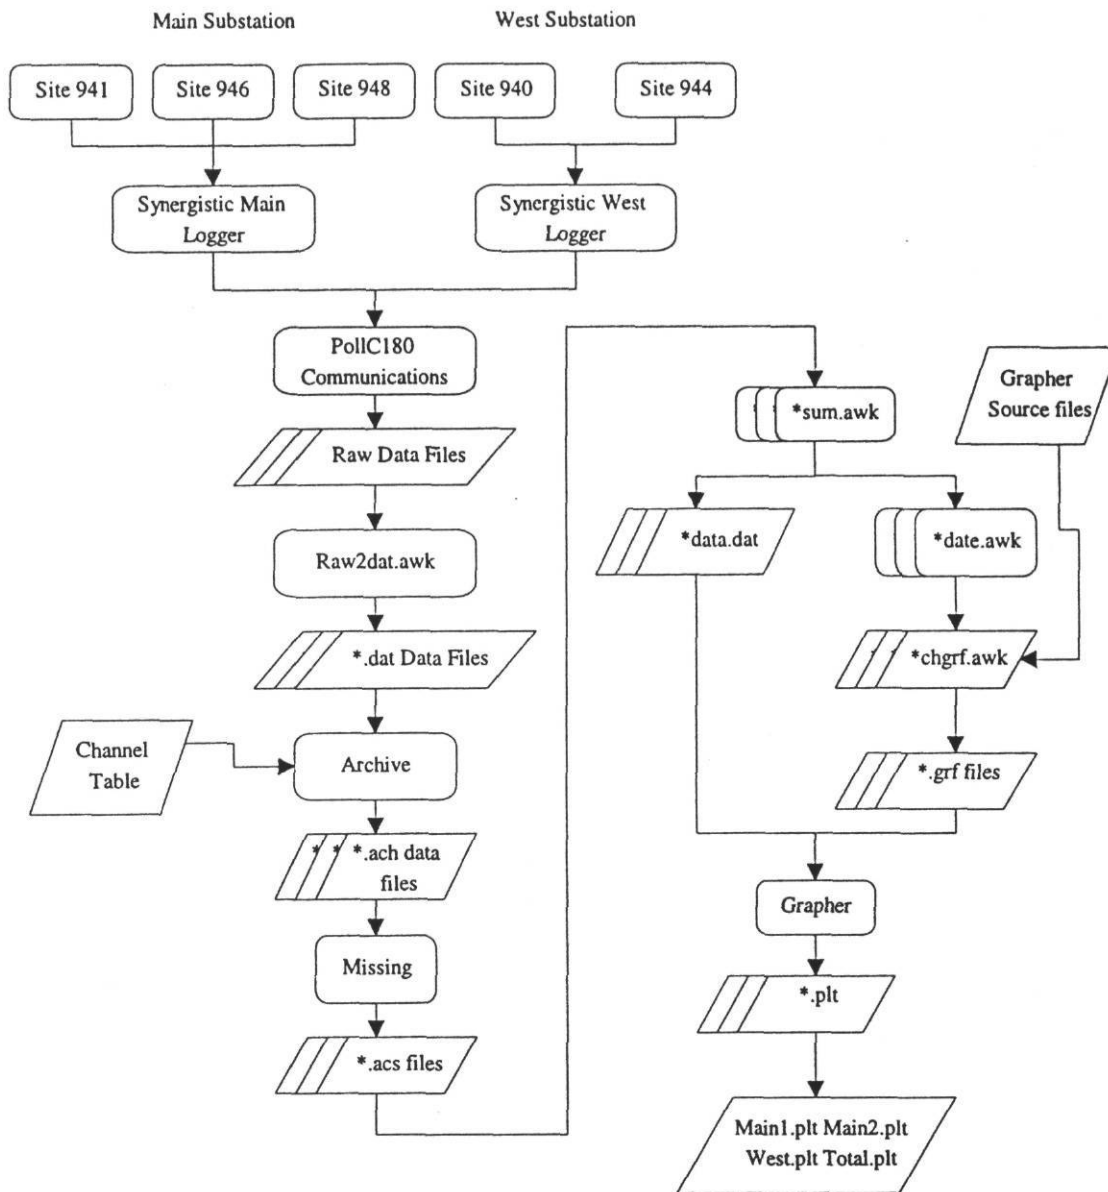 Main Substation
West Substation
Site 941
Site 946
Site 948
Site 940
Site 944
Synergistic Main
Logger
Synergistic West
Logger
PollC180
Communications
Raw Data Files
Raw2dat.awk
*.dat Data Files
Channel
Table
Archive
* * *.ach data
files
Missing
*.acs files
*sum.awk
Grapher
Source files
*data.dat
*date.awk
*chgrf.awk
*.grf files
Grapher
*.plt
Main1.plt Main2.plt
West.plt Total.plt